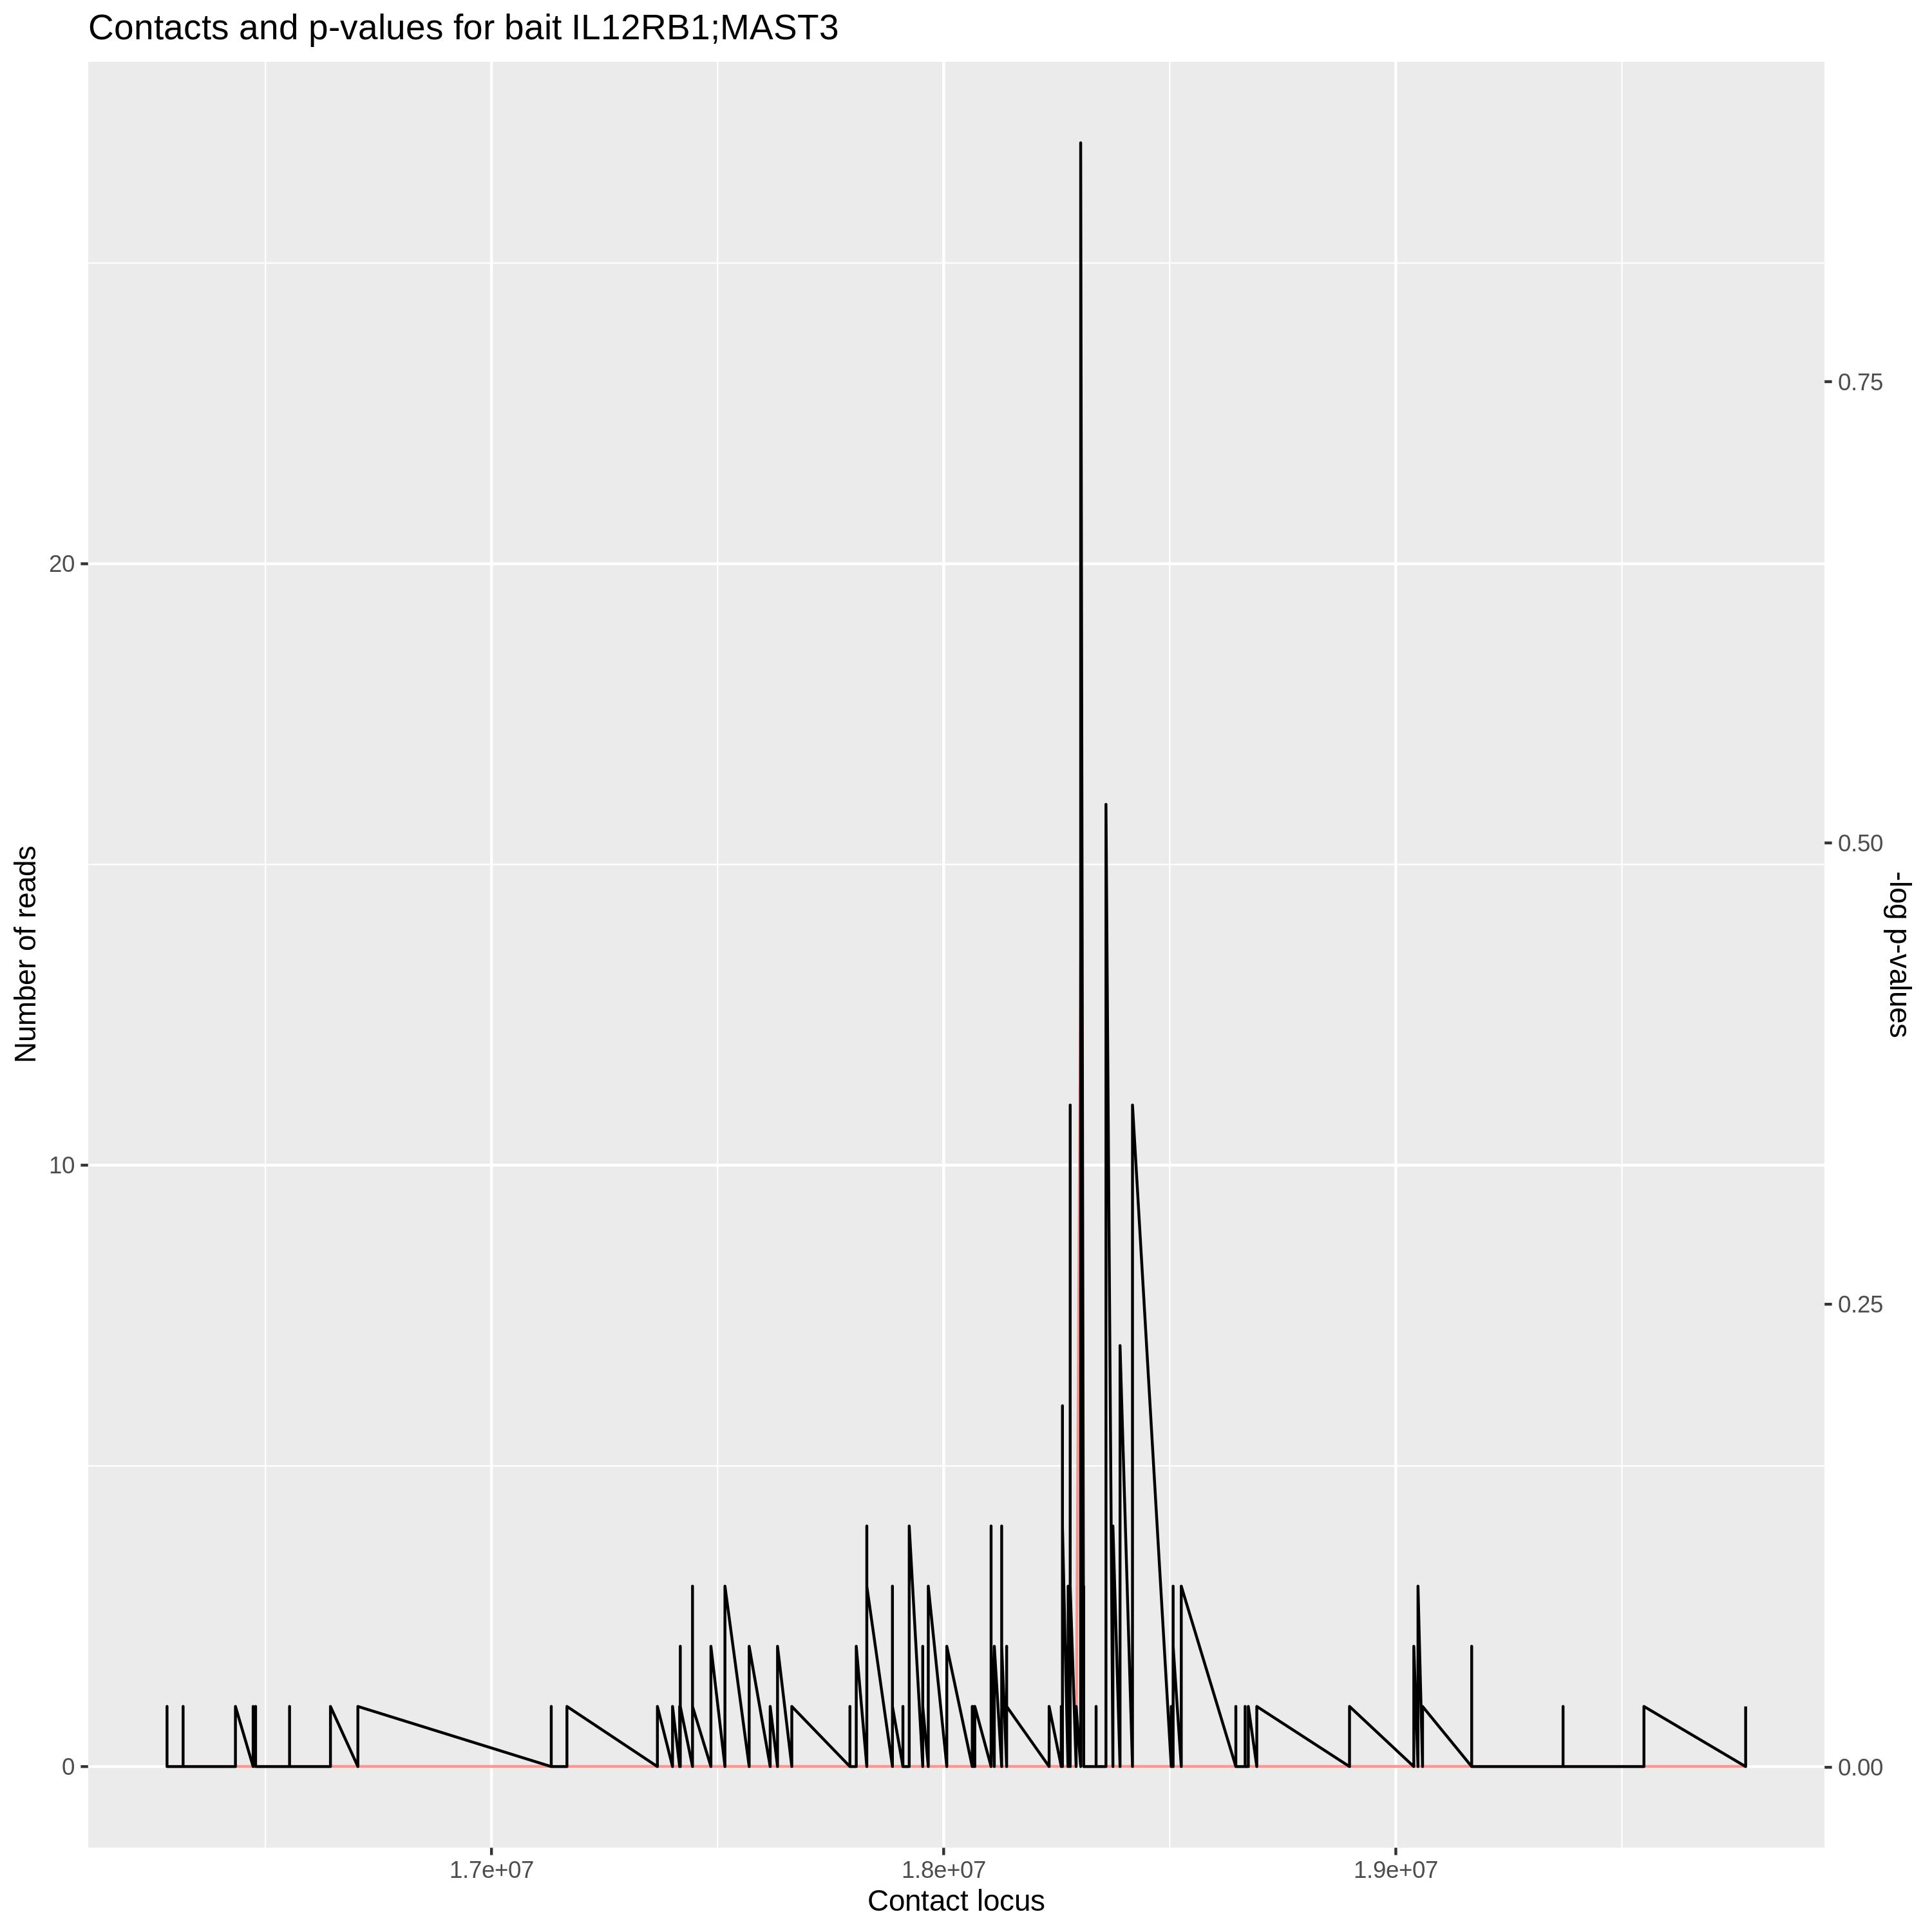 Contacts and p-values for bait IL12RB1;MAST3
Number of reads
20
10
0
0.75
0.50
0.25
0.00
-log p-values
1.7e+07
1.8e+07
1.9e+07
Contact locus